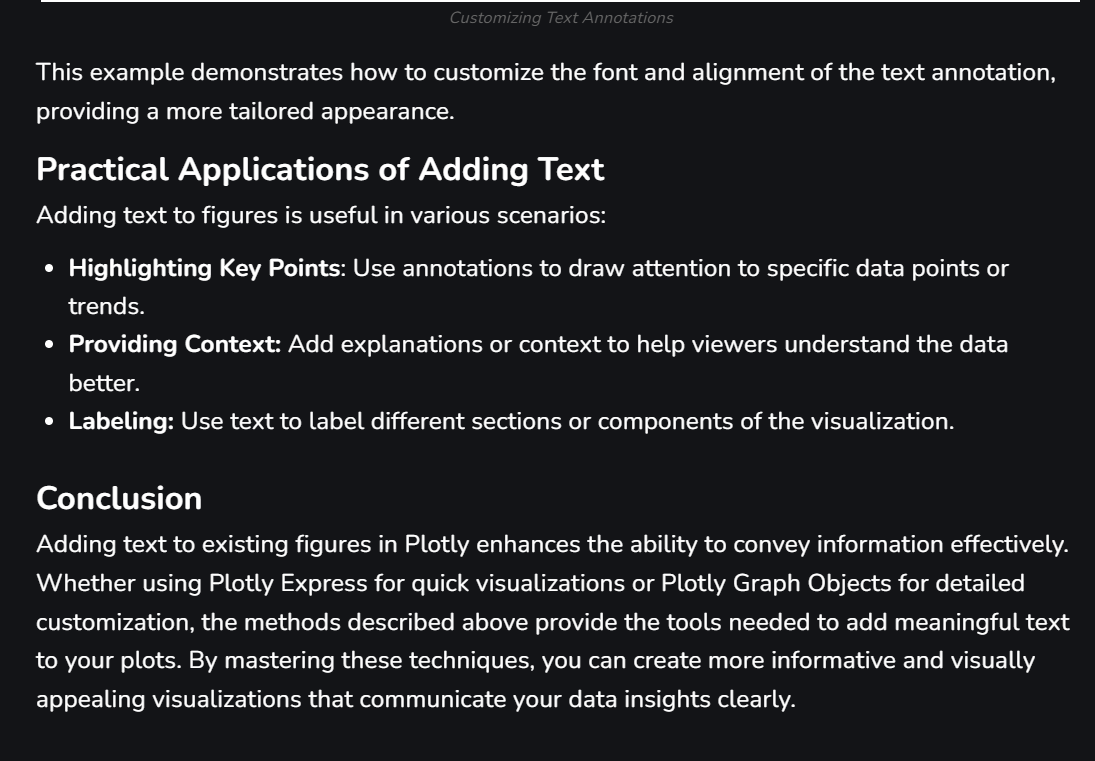 Customizing Text Annotations
This example demonstrates how to customize the font and alignment of the text annotation,
providing a more tailored appearance.
Practical Applications of Adding Text
Adding text to figures is useful in various scenarios:
• Highlighting Key Points: Use annotations to draw attention to specific data points or
trends.
• Providing Context: Add explanations or context to help viewers understand the data
better.
• Labeling: Use text to label different sections or components of the visualization.
Conclusion
Adding text to existing figures in Plotly enhances the ability to convey information effectively.
Whether using Plotly Express for quick visualizations or Plotly Graph Objects for detailed
customization, the methods described above provide the tools needed to add meaningful text
to your plots. By mastering these techniques, you can create more informative and visually
appealing visualizations that communicate your data insights clearly.